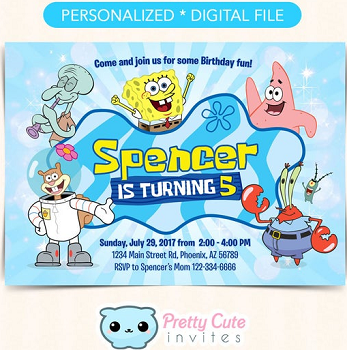 PERSONALIZED * DIGITAL FILE
Come and join us for some Birthday fun!
Spencer
IS TURNING 5
Sunday, July 29, 2017 from 2:00 - 4:00 PM
1234 Main Street Rd, Phoenix, AZ 56789
RSVP to Spencer's Mom 122-334-6666
Pretty Cute
invites